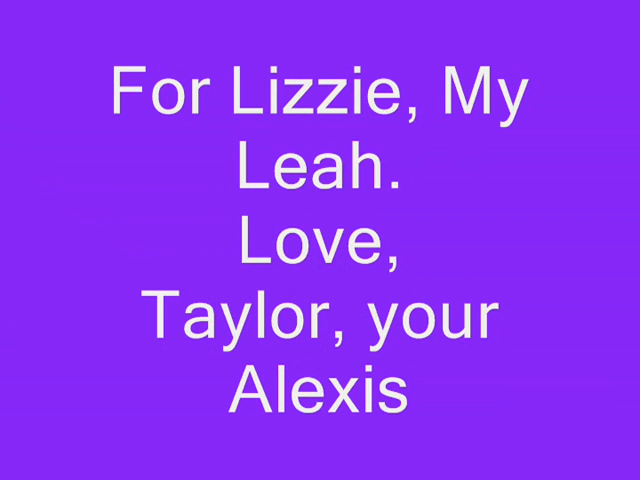 For Lizzie, My
Leah.
Love,
Taylor, your
Alexis